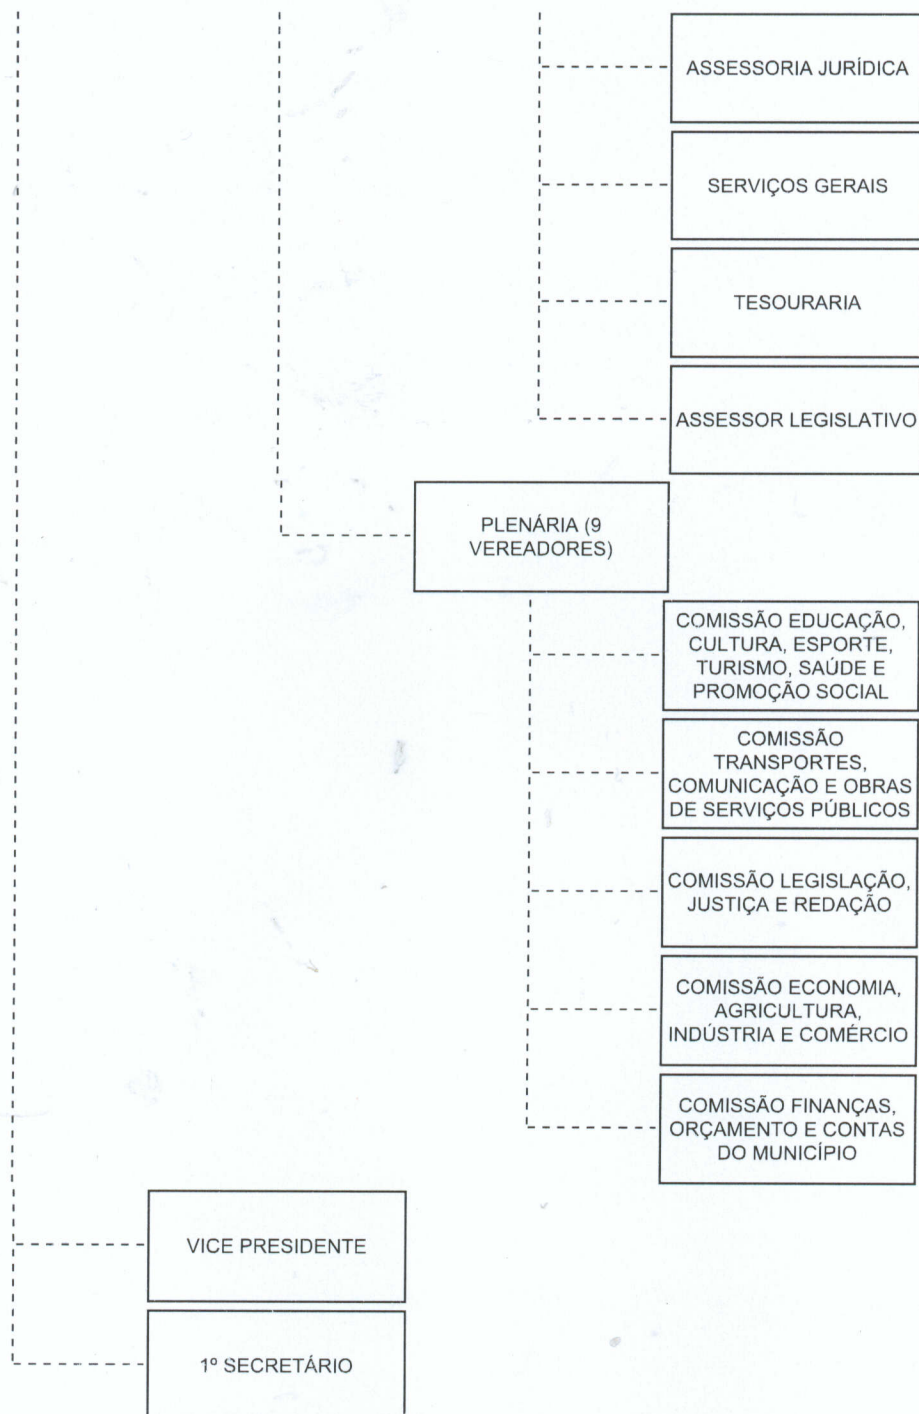 ASSESSORIA JURÍDICA
SERVIÇOS GERAIS
TESOURARIA
ASSESSOR LEGISLATIVO
PLENÁRIA (9
VEREADORES)
COMISSÃO EDUCAÇÃO,
CULTURA, ESPORTE,
TURISMO, SAÚDE E
PROMOÇÃO SOCIAL
COMISSÃO
TRANSPORTES,
COMUNICAÇÃO E OBRAS
DE SERVIÇOS PÚBLICOS
COMISSÃO LEGISLAÇÃO,
JUSTIÇA E REDAÇÃO
COMISSÃO ECONOMIA,
AGRICULTURA,
INDÚSTRIA E COMÉRCIO
COMISSÃO FINANÇAS,
ORÇAMENTO E CONTAS
DO MUNICÍPIO
VICE PRESIDENTE
1º SECRETÁRIO